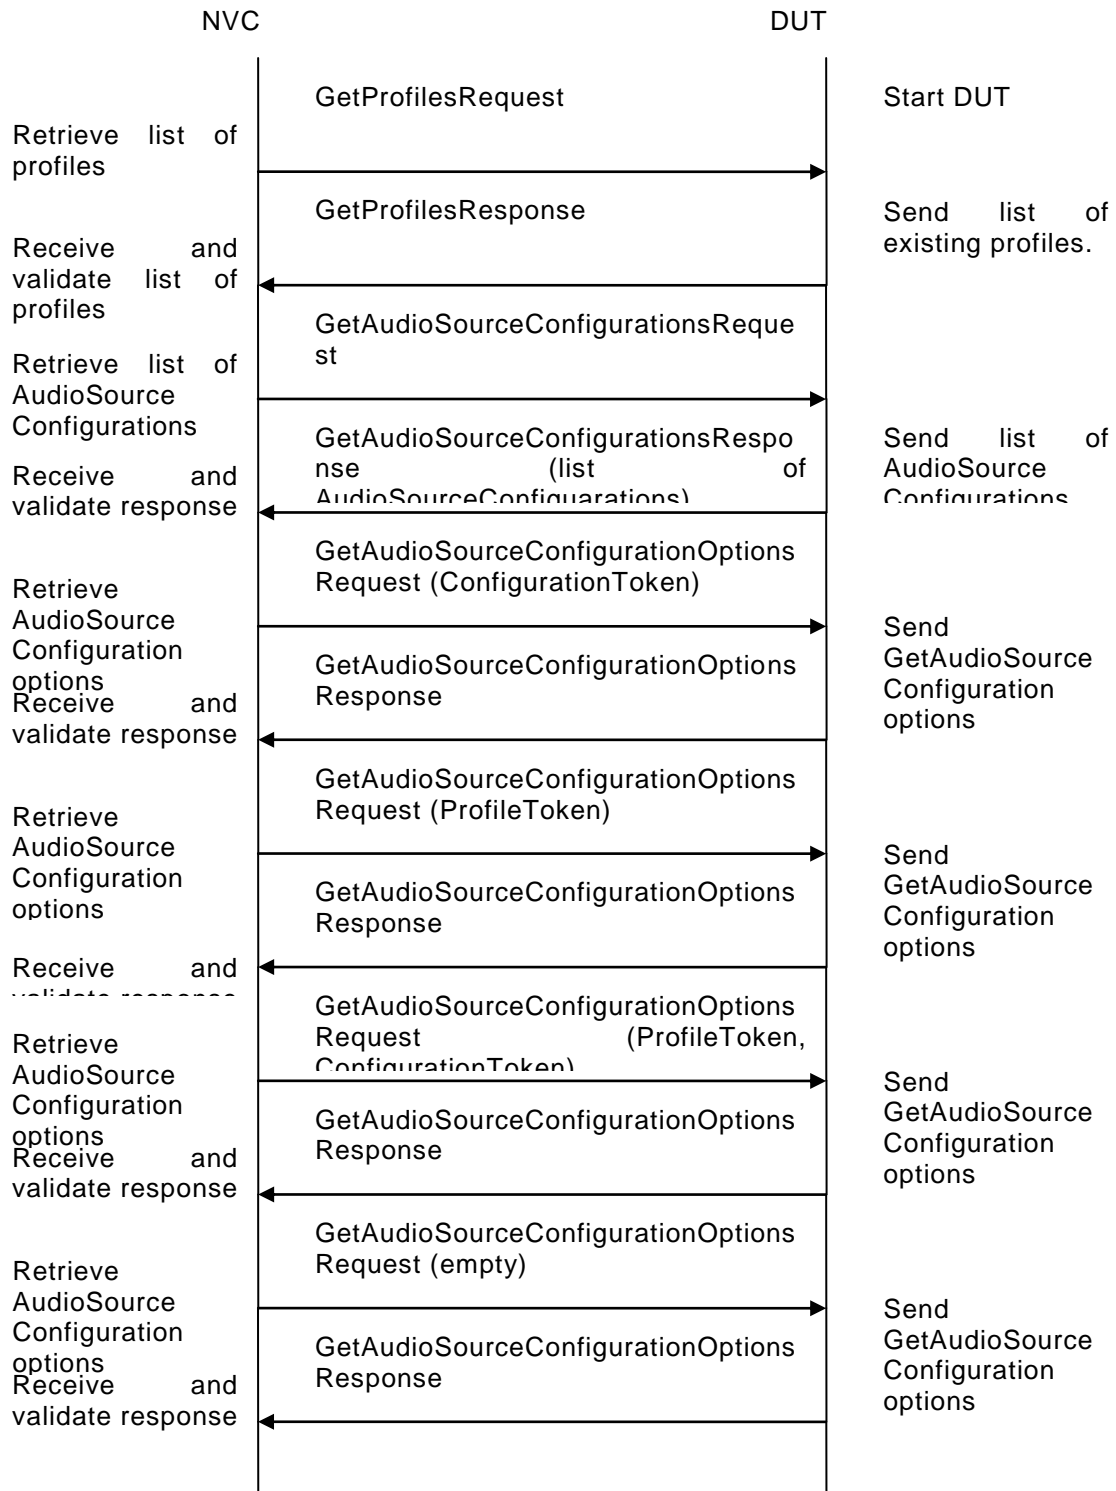 NVC
DUT
GetProfilesRequest
Start DUT
Retrieve list of
profiles
GetProfilesResponse
Send list of
existing profiles.
Receive and
validate list of
profiles
GetAudioSourceConfigurationsReque
st
Retrieve list of
AudioSource
Configurations
GetAudioSourceConfigurationsRespo
nse (list of
AudioSourceConfiguarations)
Send list of
AudioSource
Configurations
Receive and
validate response
GetAudioSourceConfigurationOptions
Request (ConfigurationToken)
Retrieve
AudioSource
Configuration
options
Send
GetAudioSource
Configuration
options
GetAudioSourceConfigurationOptions
Response
Receive and
validate response
GetAudioSourceConfigurationOptions
Request (ProfileToken)
Retrieve
AudioSource
Configuration
options
Send
GetAudioSource
Configuration
options
GetAudioSourceConfigurationOptions
Response
Receive and
validate response
GetAudioSourceConfigurationOptions
Request (ProfileToken,
ConfigurationToken)
Retrieve
AudioSource
Configuration
options
Send
GetAudioSource
Configuration
options
GetAudioSourceConfigurationOptions
Response
Receive and
validate response
GetAudioSourceConfigurationOptions
Request (empty)
Retrieve
AudioSource
Configuration
options
Send
GetAudioSource
Configuration
options
GetAudioSourceConfigurationOptions
Response
Receive and
validate response